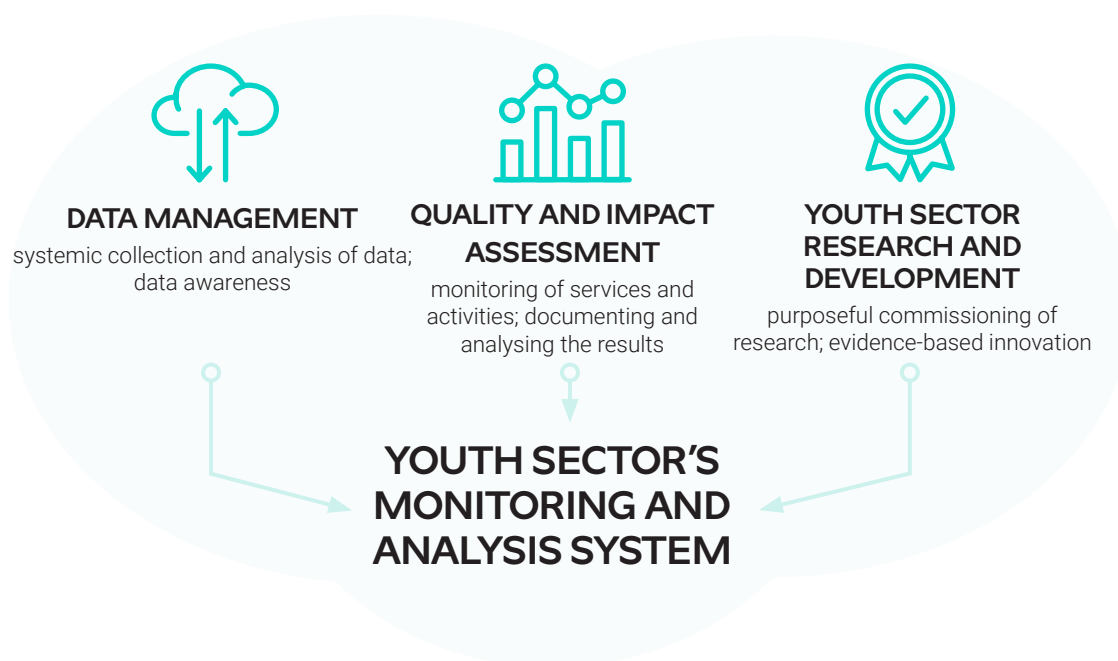 DATA MANAGEMENT
systemic collection and analysis of data;
data awareness
QUALITY AND IMPACT
ASSESSMENT
monitoring of services and
activities; documenting and
analysing the results
YOUTH SECTOR
RESEARCH AND
DEVELOPMENT
purposeful commissioning of
research; evidence-based innovation
YOUTH SECTOR’S
MONITORING AND
ANALYSIS SYSTEM